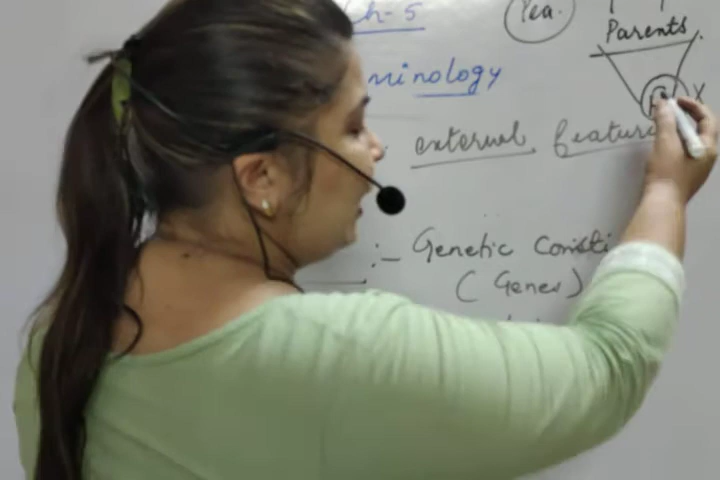 Ch-5
Pea.
Parents.
minology
external features
:- Genetic Consti
(Genes)